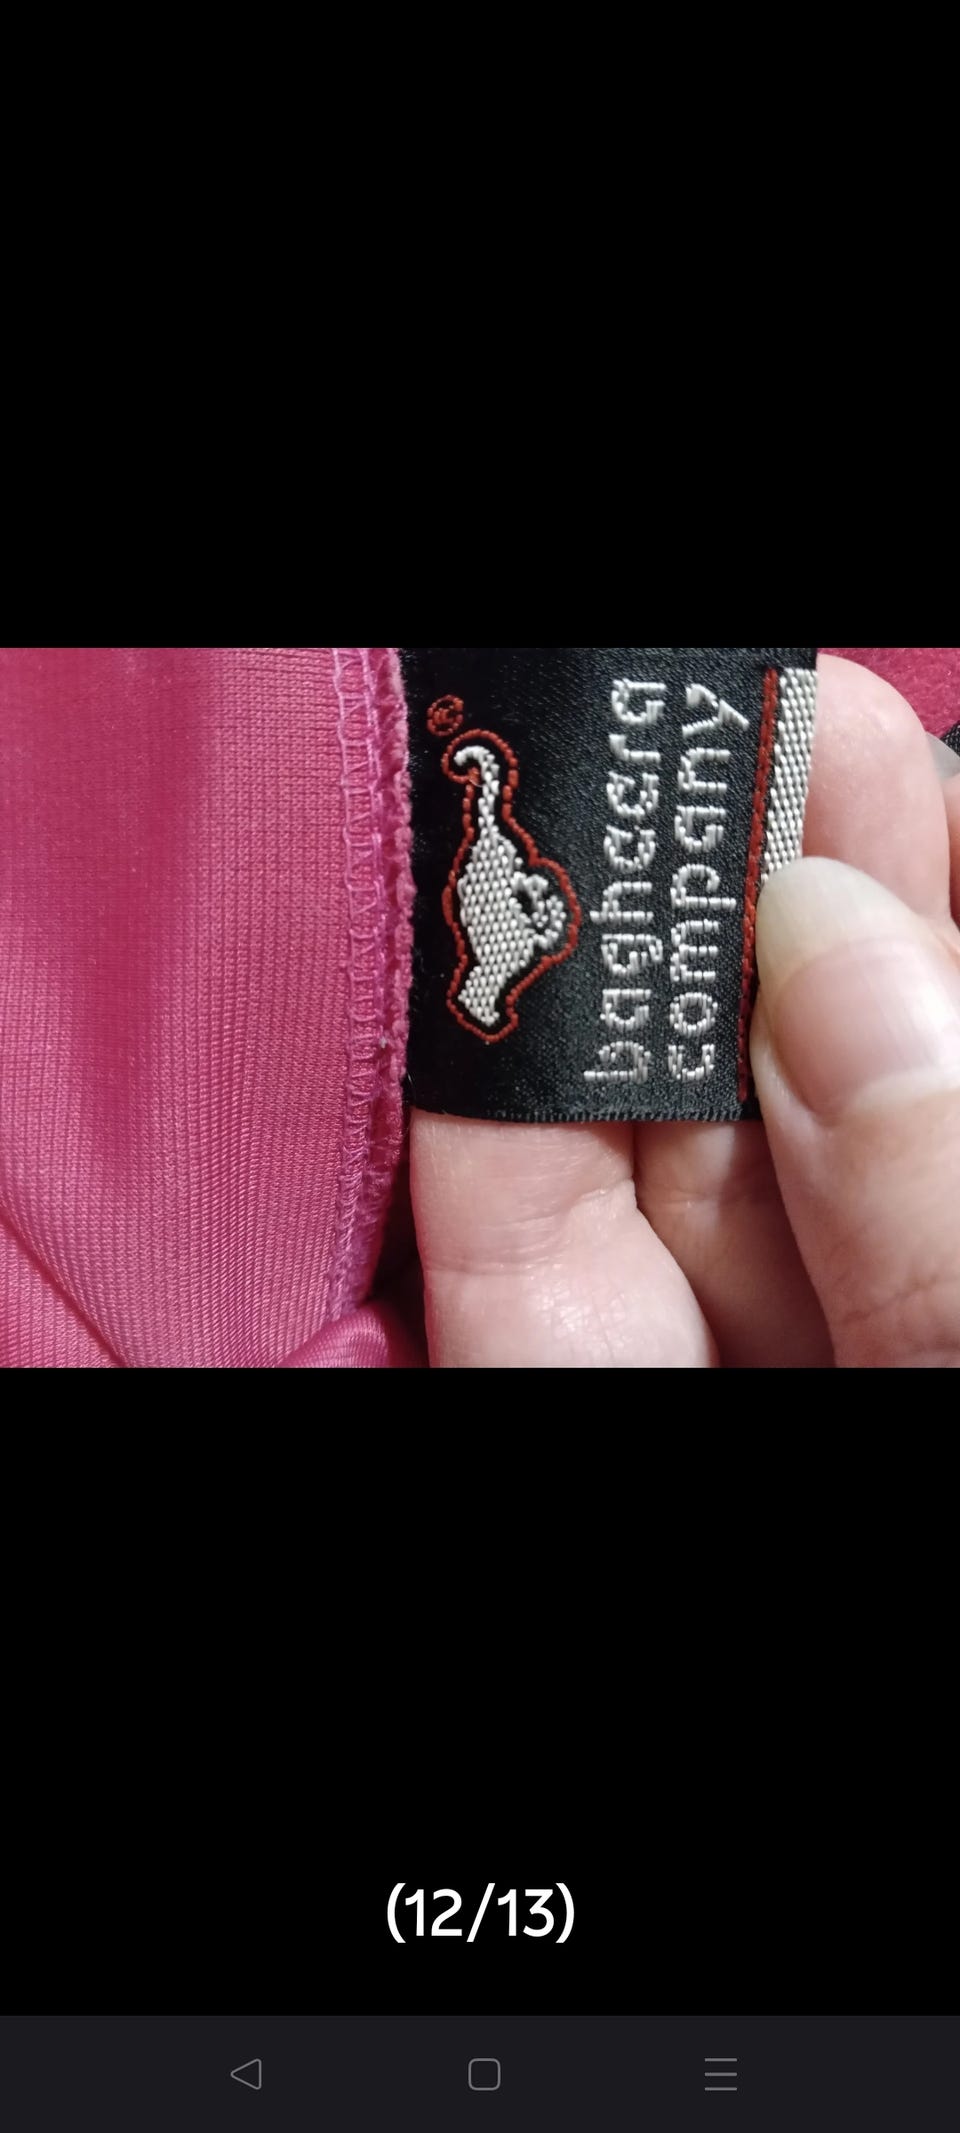 ®
bagheera
company
(12/13)